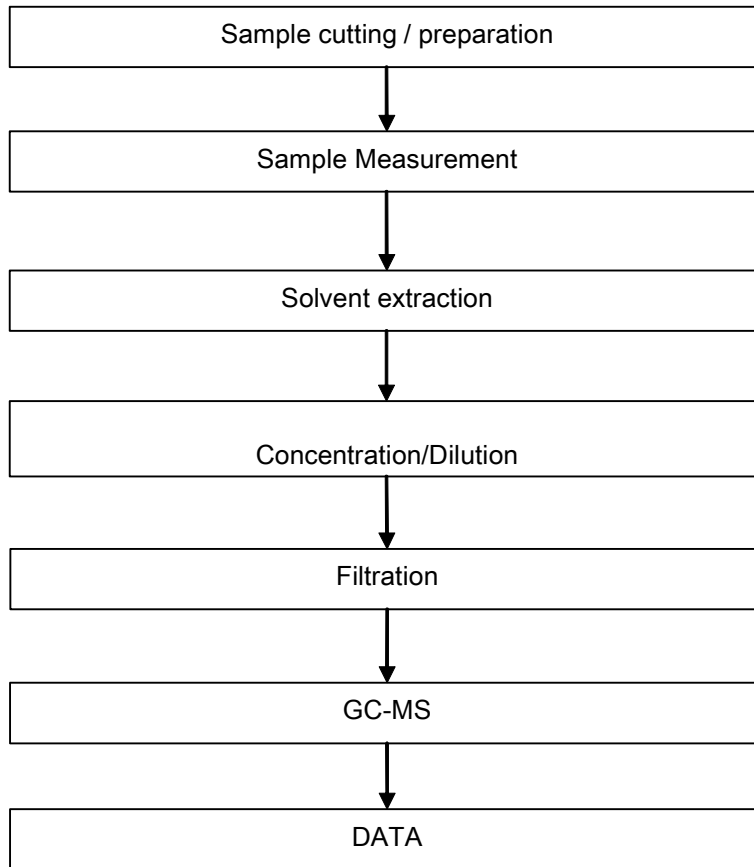 Sample cutting / preparation
Sample Measurement
Solvent extraction
Concentration/Dilution
Filtration
GC-MS
DATA